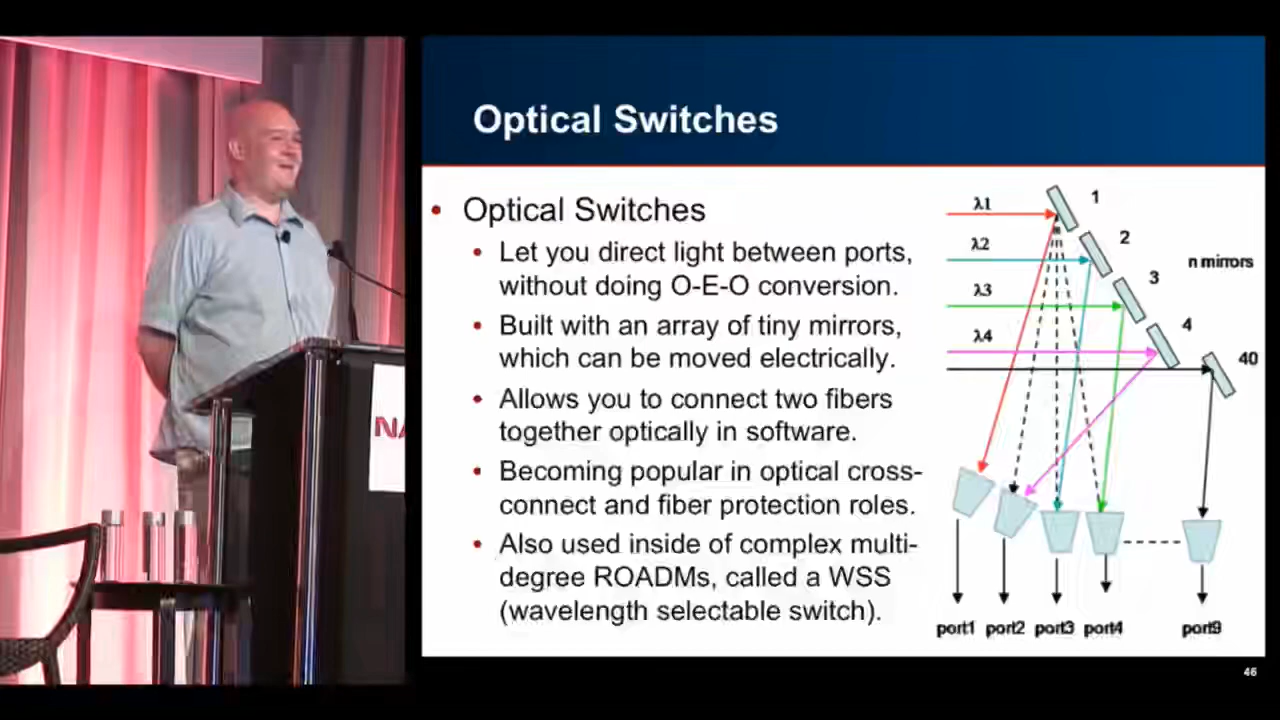 Optical Switches
Optical Switches
Let you direct light between ports,
without doing O-E-O conversion.
Built with an array of tiny mirrors,
which can be moved electrically.
Allows you to connect two fibers
together optically in software.
Becoming popular in optical cross-
connect and fiber protection roles.
Also used inside of complex multi-
degree ROADMs, called a WSS
(wavelength selectable switch).
λ1
λ2
λ3
λ4
1
2
3
4
40
n mirrors
port1 port2 port3 port4 port9
NA
46